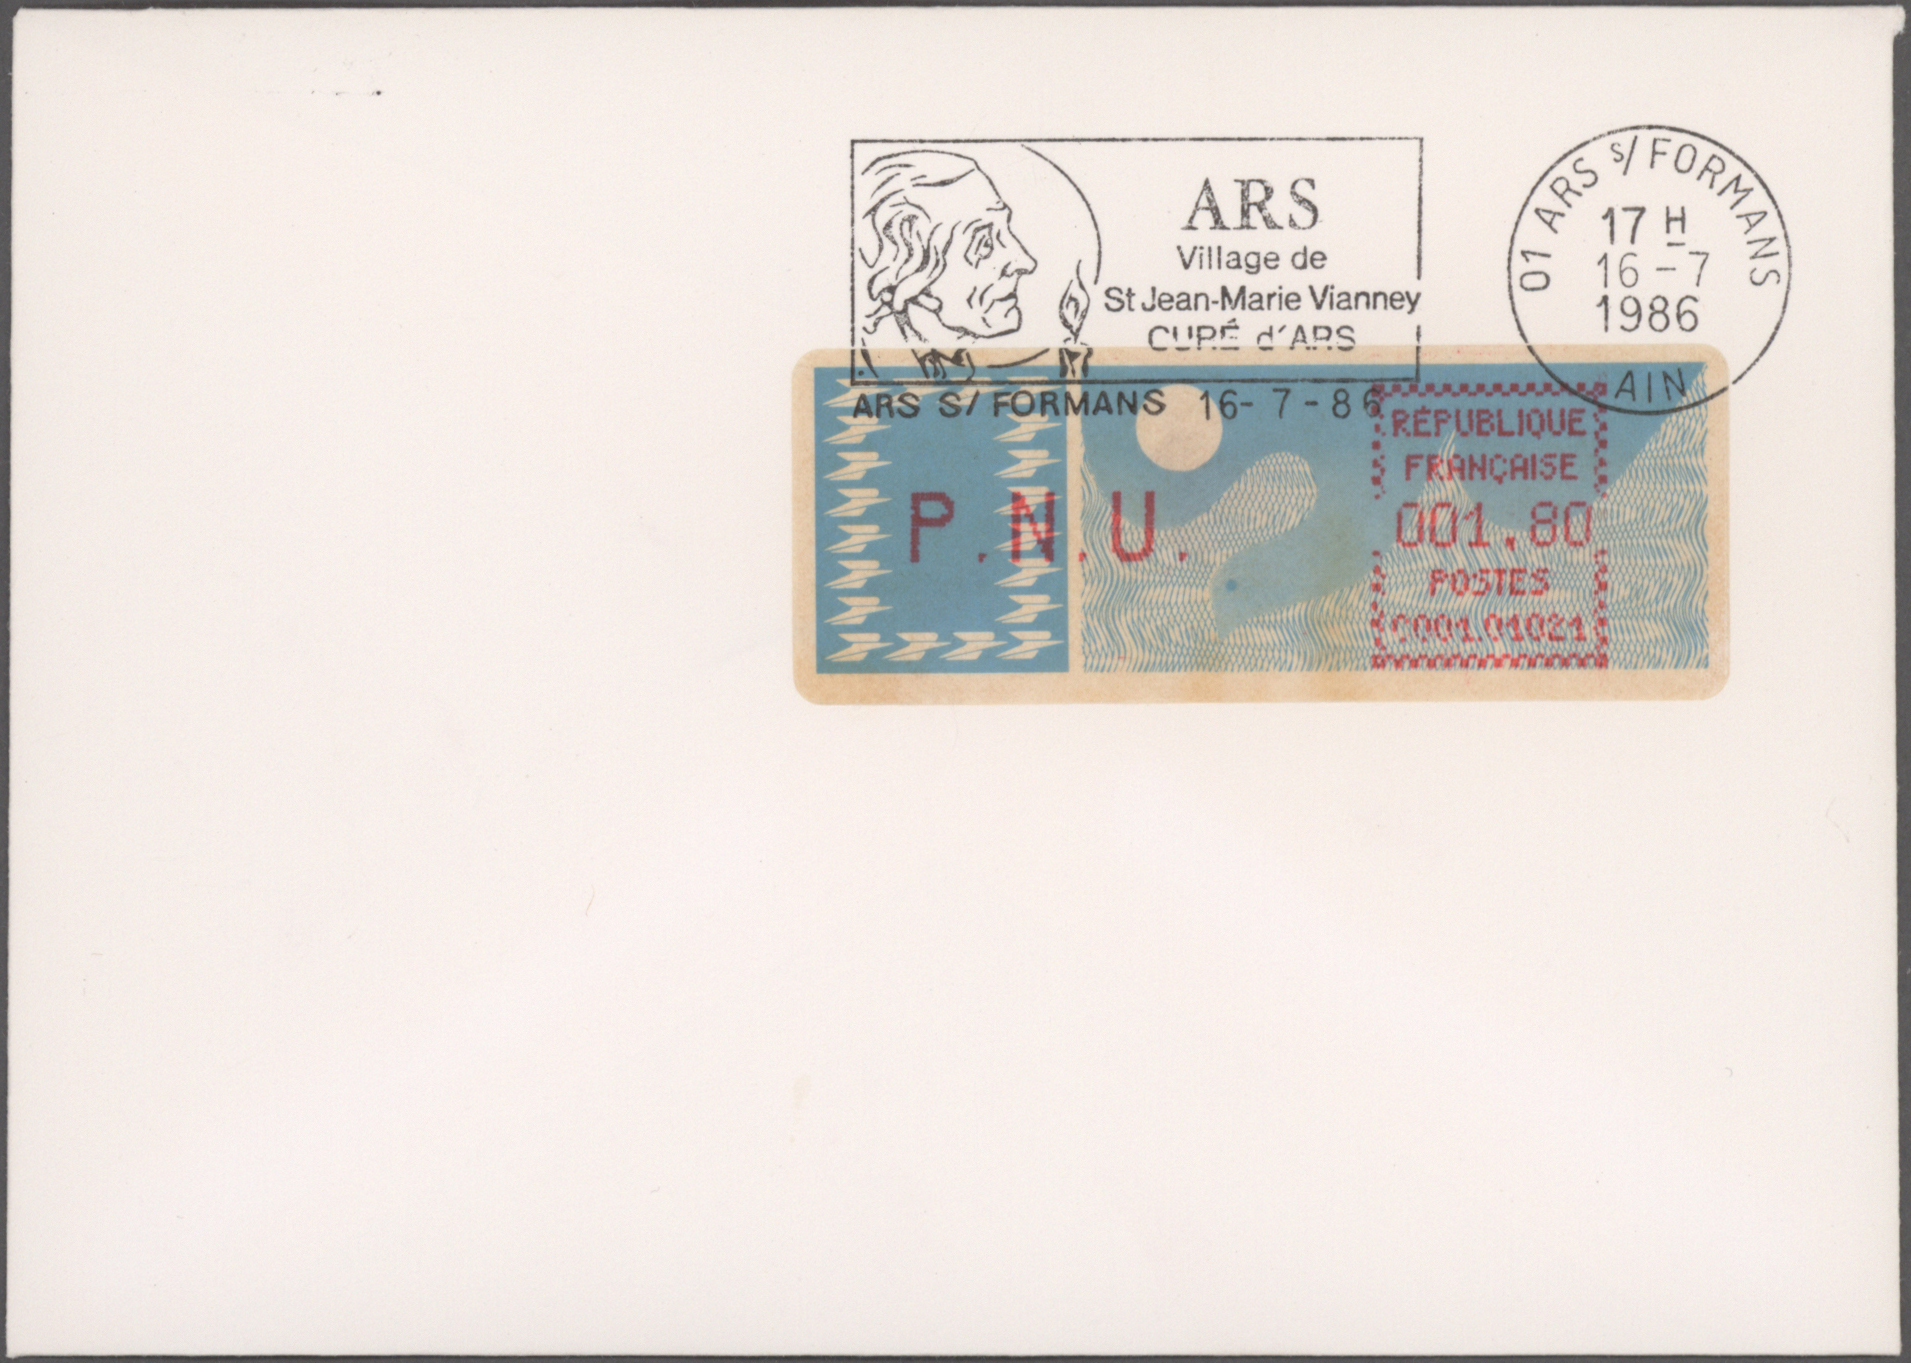 ARS
Village de
St Jean-Marie Vianney
CURÉ d'ARS
ARS S/ FORMANS 16-7-86
01 ARS s/ FORMANS
17 H
16-7
1986
AIN
P.N.U.
RÉPUBLIQUE
FRANÇAISE
001,80
POSTES
C001.01021